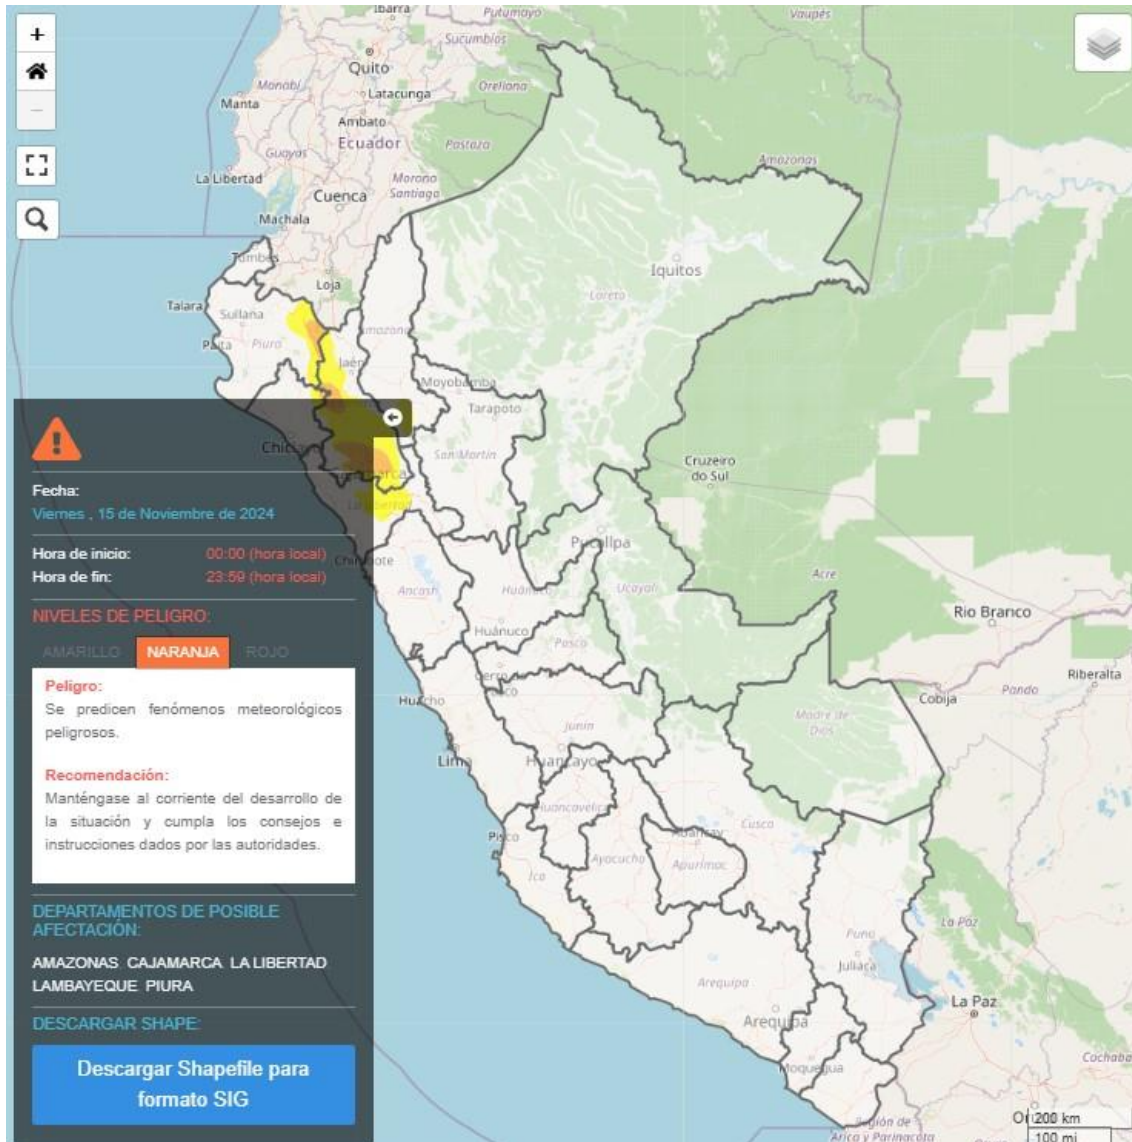 Ibarra
Putumayo
Vaupés
Sucumbíos
Quito
Orellana
Manabí
Latacunga
Manta
Ambato
Ecuador
Pastaza
Amazonas
Guayas
La Libertad
Morona
Santiago
Cuenca
Machala
Tumbes
Loja
Iquitos
Loreto
Talara
Sullana
Paita
Piura
Amazonas
Jaén
Moyobamba
Tarapoto
San Martín
Cruzeiro
do Sul
Pucallpa
Ancash
Huánuco
Ucayali
Acre
Rio Branco
Huánuco
Pasco
Riberalta
Cobija
Pando
Huacho
Madre de
Dios
Junín
Lima
Huancayo
Huancavelica
Cusco
Pisco
Abancay
Ayacucho
Apurímac
Ica
La Paz
Puno
Juliaca
Arequipa
La Paz
Arequipa
Cochaba
Moquegua
Región de
Arica y Parinacota
200 km
100 mi
Fecha:
Viernes , 15 de Noviembre de 2024
Hora de inicio: 00:00 (hora local)
Hora de fin: 23:59 (hora local)
NIVELES DE PELIGRO:
AMARILLO NARANJA ROJO
Peligro:
Se predicen fenómenos meteorológicos
peligrosos.
Recomendación:
Manténgase al corriente del desarrollo de
la situación y cumpla los consejos e
instrucciones dados por las autoridades.
DEPARTAMENTOS DE POSIBLE
AFECTACIÓN:
AMAZONAS CAJAMARCA LA LIBERTAD
LAMBAYEQUE PIURA
DESCARGAR SHAPE:
Descargar Shapefile para
formato SIG